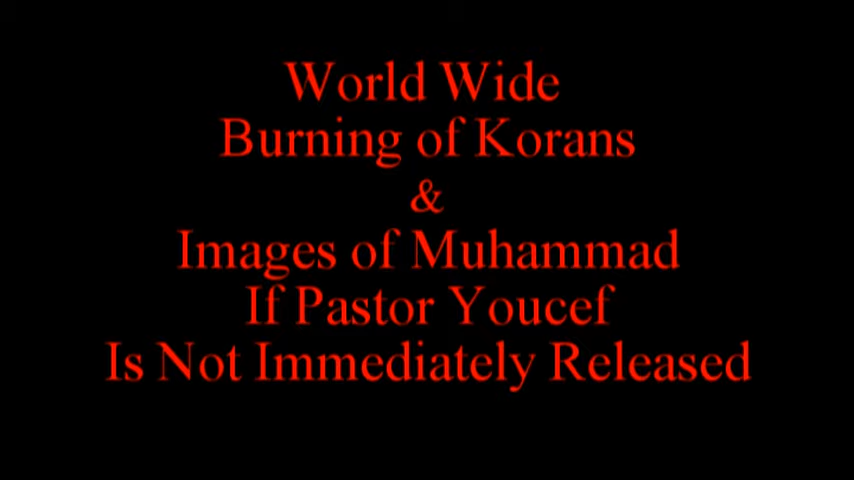 World Wide
Burning of Korans
&
Images of Muhammad
If Pastor Youcef
Is Not Immediately Released